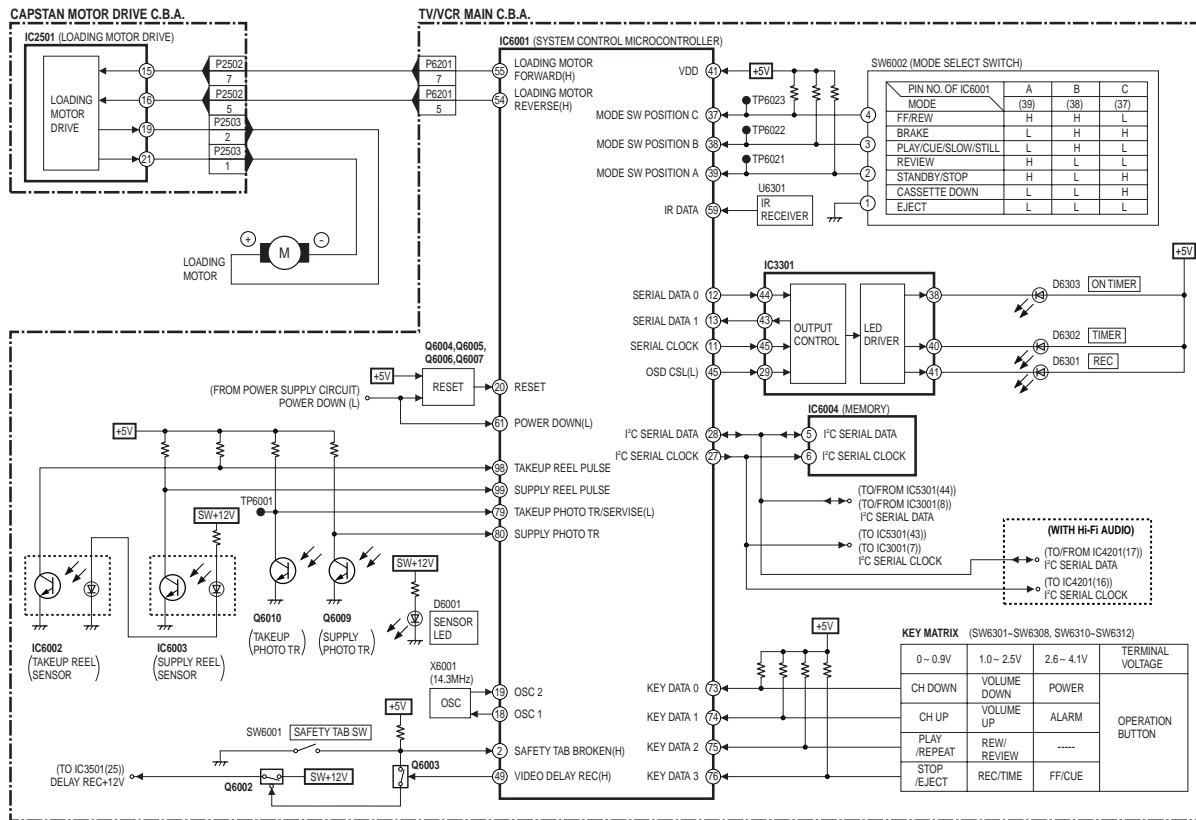 CAPSTAN MOTOR DRIVE C.B.A.
IC2501 (LOADING MOTOR DRIVE)
LOADING
MOTOR
DRIVE
15
16
19
21
P2502
7
P2502
5
P2503
2
P2503
1
LOADING
MOTOR
+
M
-
TV/VCR MAIN C.B.A.
P6201
7
P6201
5
IC6001 (SYSTEM CONTROL MICROCONTROLLER)
55 LOADING MOTOR
FORWARD(H)
54 LOADING MOTOR
REVERSE(H)
VDD 41 +5V
MODE SW POSITION C 37 TP6023
MODE SW POSITION B 38 TP6022
MODE SW POSITION A 39 TP6021
IR DATA 59
U6301
IR
RECEIVER
SW6002 (MODE SELECT SWITCH)
4
3
2
1
PIN NO. OF IC6001 A B C
MODE (39) (38) (37)
FF/REW H H L
BRAKE L H H
PLAY/CUE/SLOW/STILL L H L
REVIEW H L L
STANDBY/STOP H L L
CASSETTE DOWN L L H
EJECT L L L
+5V
IC3301
SERIAL DATA 0 12 44
SERIAL DATA 1 13 43
SERIAL CLOCK 11 45
OSD CSL(L) 45 29
OUTPUT
CONTROL
LED
DRIVER
38 D6303 ON TIMER
40 D6302 TIMER
41 D6301 REC
Q6004,Q6005,
Q6006,Q6007
+5V
RESET
20 RESET
(FROM POWER SUPPLY CIRCUIT)
POWER DOWN (L)
61 POWER DOWN(L)
IC6004 (MEMORY)
I²C SERIAL DATA 28 5 I²C SERIAL DATA
I²C SERIAL CLOCK 27 6 I²C SERIAL CLOCK
(TO/FROM IC5301(44))
(TO/FROM IC3001(8))
I²C SERIAL DATA
(TO IC5301(43))
(TO IC3001(7))
I²C SERIAL CLOCK
(WITH Hi-Fi AUDIO)
(TO/FROM IC4201(17))
I²C SERIAL DATA
(TO IC4201(16))
I²C SERIAL CLOCK
+5V
98 TAKEUP REEL PULSE
99 SUPPLY REEL PULSE
TP6001
79 TAKEUP PHOTO TR/SERVISE(L)
80 SUPPLY PHOTO TR
SW+12V
SW+12V
IC6002
(TAKEUP REEL
SENSOR)
IC6003
(SUPPLY REEL
SENSOR)
Q6010
(TAKEUP
PHOTO TR)
Q6009
(SUPPLY
PHOTO TR)
D6001
SENSOR
LED
X6001
(14.3MHz)
OSC
19 OSC 2
18 OSC 1
+5V
SW6001 SAFETY TAB SW
2 SAFETY TAB BROKEN(H)
49 VIDEO DELAY REC(H)
Q6003
(TO IC3501(25))
DELAY REC+12V
Q6002
SW+12V
+5V
KEY DATA 0 73
KEY DATA 1 74
KEY DATA 2 75
KEY DATA 3 76
KEY MATRIX (SW6301~SW6308, SW6310~SW6312)
0 ~ 0.9V 1.0 ~ 2.5V 2.6 ~ 4.1V TERMINAL
VOLTAGE
CH DOWN VOLUME
DOWN POWER
CH UP VOLUME
UP ALARM
PLAY
/REPEAT REW/
REVIEW -----
STOP
/EJECT REC/TIME FF/CUE
OPERATION
BUTTON